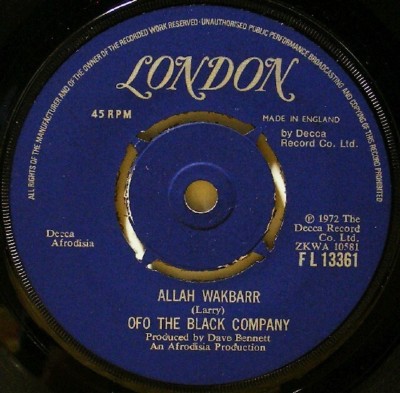 ALL RIGHTS OF THE MANUFACTURER AND OF THE OWNER OF THE RECORDED WORK RESERVED · UNAUTHORISED PUBLIC PERFORMANCE BROADCASTING AND COPYING OF THIS RECORD PROHIBITED
LONDON
45 RPM
MADE IN ENGLAND
by Decca
Record Co. Ltd.
Decca
Afrodisia
℗ 1972 The
Decca Record
Co. Ltd.
ZKWA 10581
FL 13361
ALLAH WAKBARR
(Larry)
OFO THE BLACK COMPANY
Produced by Dave Bennett
An Afrodisia Production